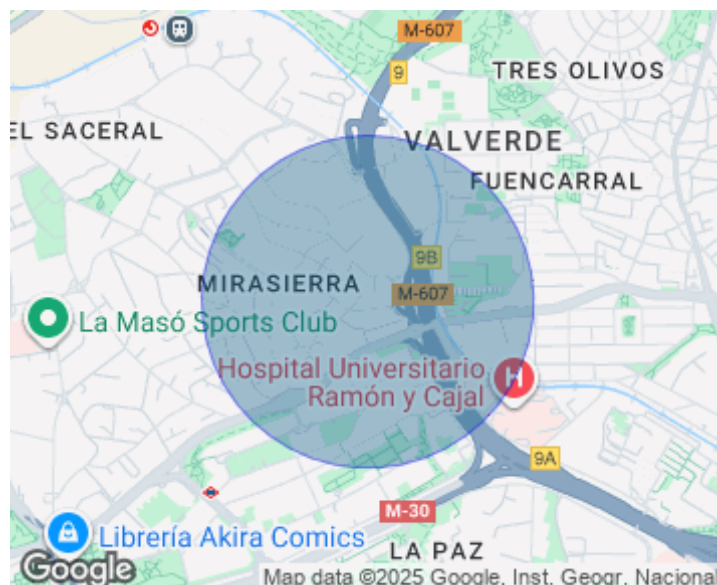 M-607
9
TRES OLIVOS
EL SACERAL
VALVERDE
FUENCARRAL
9B
MIRASIERRA
M-607
La Masó Sports Club
Hospital Universitario
Ramón y Cajal
H
9A
M-30
Librería Akira Comics
LA PAZ
Google
Map data ©2025 Google, Inst. Geogr. Nacional